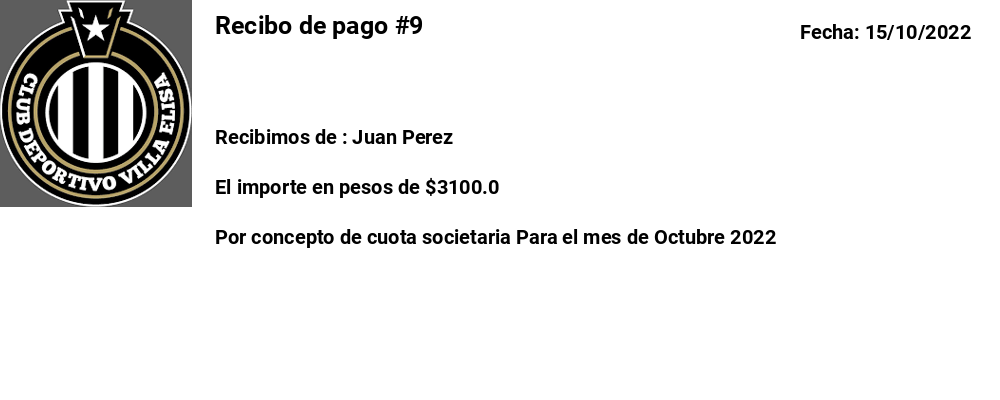 CLUB DEPORTIVO VILLA ELISA
Recibo de pago #9
Fecha: 15/10/2022
Recibimos de : Juan Perez
El importe en pesos de $3100.0
Por concepto de cuota societaria Para el mes de Octubre 2022